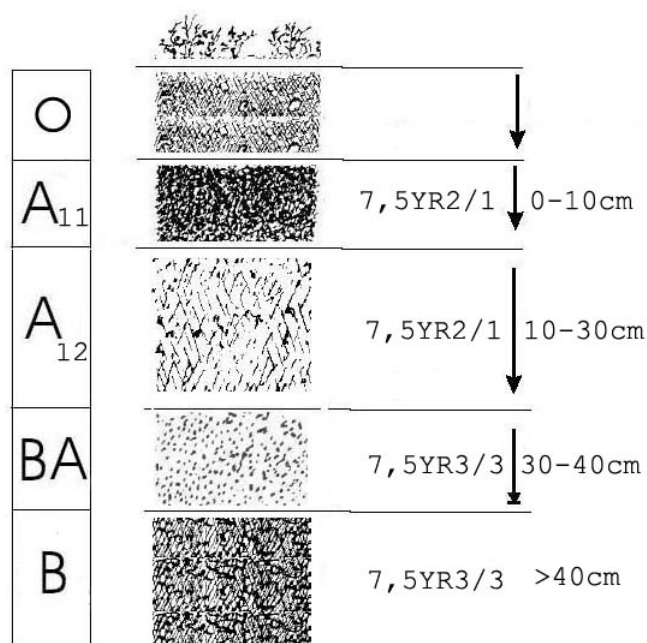 O
A11 7,5YR2/1 0-10cm
A12 7,5YR2/1 10-30cm
BA 7,5YR3/3 30-40cm
B 7,5YR3/3 >40cm